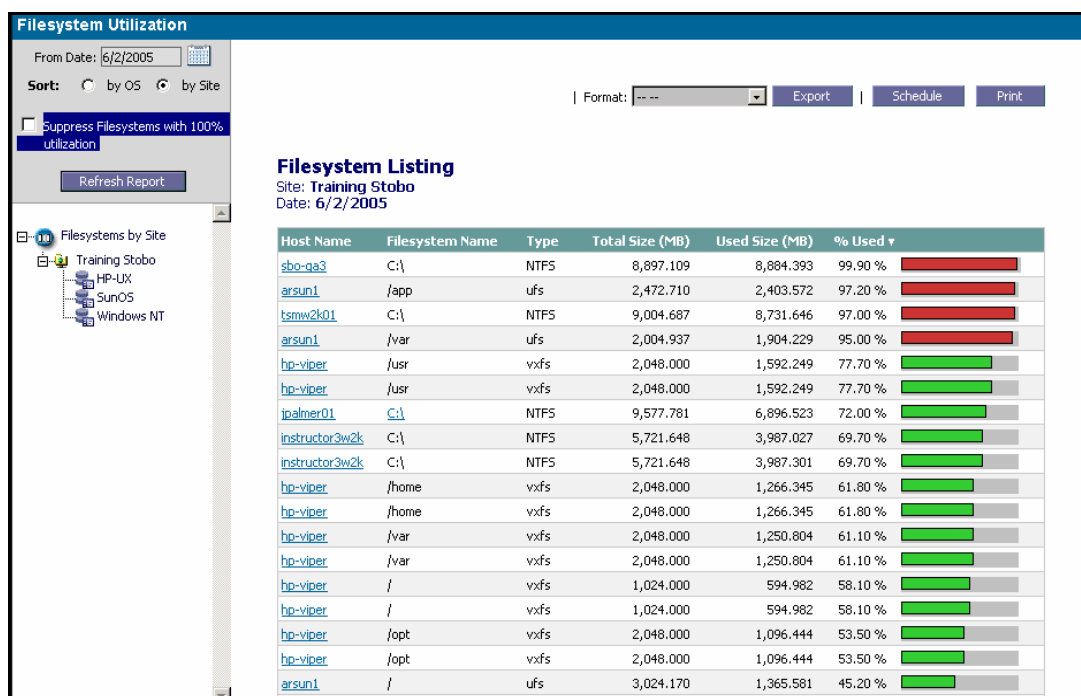 Filesystem Utilization
From Date: 6/2/2005
Sort: by OS by Site
Suppress Filesystems with 100%
utilization
Refresh Report
| Format: -- -- Export | Schedule Print
Filesystems by Site
Training Stobo
HP-UX
SunOS
Windows NT
Filesystem Listing
Site: Training Stobo
Date: 6/2/2005
Host Name Filesystem Name Type Total Size (MB) Used Size (MB) % Used ▾
sbo-qa3 C:\ NTFS 8,897.109 8,884.393 99.90 %
arsun1 /app ufs 2,472.710 2,403.572 97.20 %
tsmw2k01 C:\ NTFS 9,004.687 8,731.646 97.00 %
arsun1 /var ufs 2,004.937 1,904.229 95.00 %
hp-viper /usr vxfs 2,048.000 1,592.249 77.70 %
hp-viper /usr vxfs 2,048.000 1,592.249 77.70 %
jpalmer01 C:\ NTFS 9,577.781 6,896.523 72.00 %
instructor3w2k C:\ NTFS 5,721.648 3,987.027 69.70 %
instructor3w2k C:\ NTFS 5,721.648 3,987.301 69.70 %
hp-viper /home vxfs 2,048.000 1,266.345 61.80 %
hp-viper /home vxfs 2,048.000 1,266.345 61.80 %
hp-viper /var vxfs 2,048.000 1,250.804 61.10 %
hp-viper /var vxfs 2,048.000 1,250.804 61.10 %
hp-viper / vxfs 1,024.000 594.982 58.10 %
hp-viper / vxfs 1,024.000 594.982 58.10 %
hp-viper /opt vxfs 2,048.000 1,096.444 53.50 %
hp-viper /opt vxfs 2,048.000 1,096.444 53.50 %
arsun1 / ufs 3,024.170 1,365.581 45.20 %